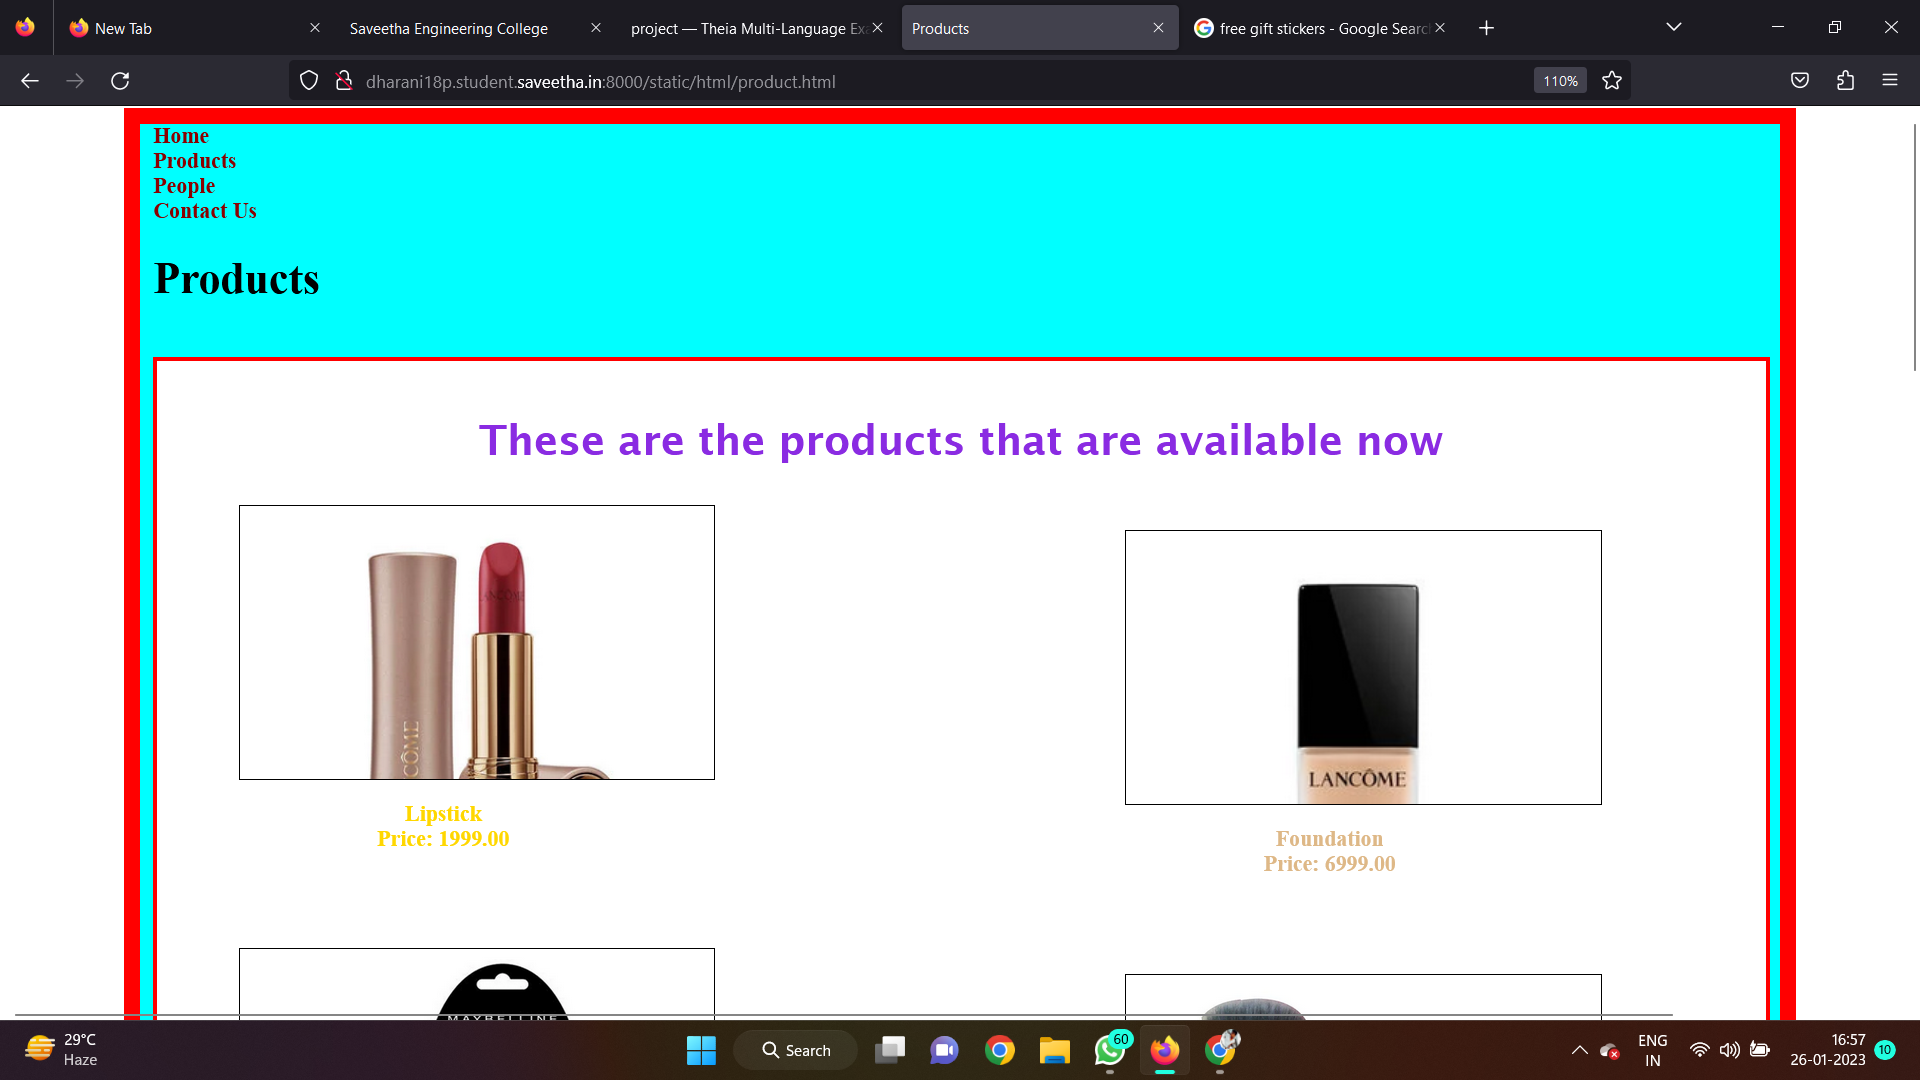 New Tab
Saveetha Engineering College
project — Theia Multi-Language Exa
Products
free gift stickers - Google Searc
dharani18p.student.saveetha.in:8000/static/html/product.html
110%
Home
Products
People
Contact Us
Products
These are the products that are available now
LANCÔME
CÔME
LANCÔME
Lipstick
Price: 1999.00
Foundation
Price: 6999.00
MAYBELLINE
29°C
Haze
Search
60
ENG
IN
16:57
26-01-2023
10